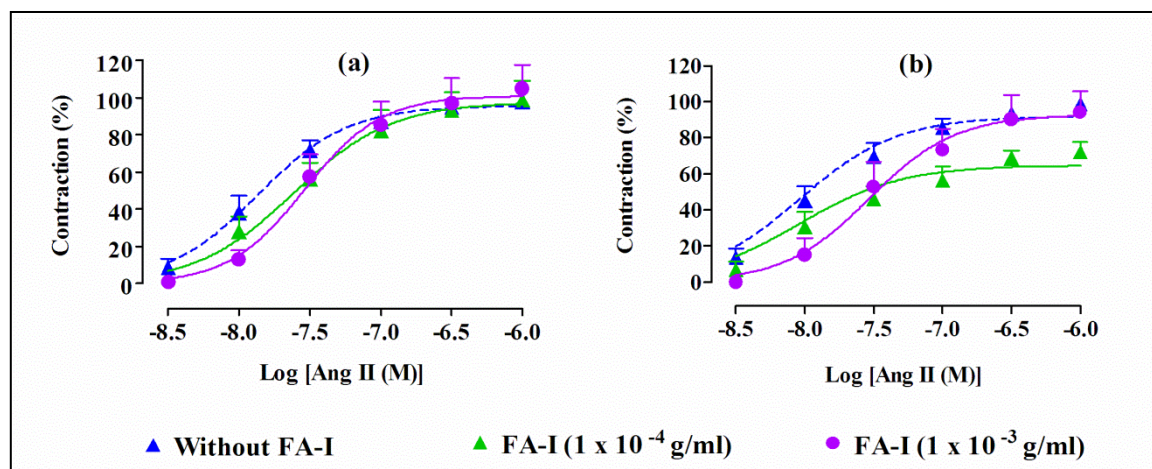 (a)
Contraction (%)
120
100
80
60
40
20
0
-8.5 -8.0 -7.5 -7.0 -6.5 -6.0
Log [Ang II (M)]
(b)
Contraction (%)
120
100
80
60
40
20
0
-8.5 -8.0 -7.5 -7.0 -6.5 -6.0
Log [Ang II (M)]
Without FA-I FA-I (1 x 10 -4 g/ml) FA-I (1 x 10 -3 g/ml)